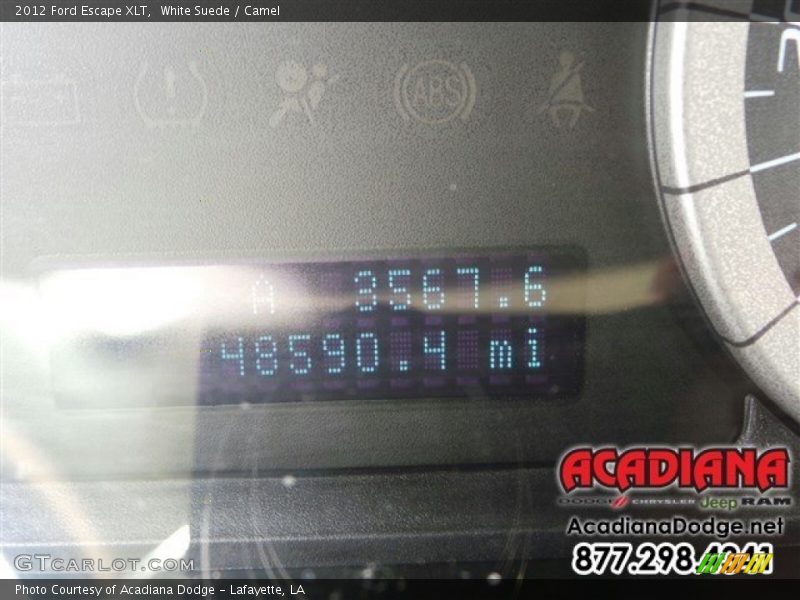 2012 Ford Escape XLT, White Suede / Camel
ABS
A 3567.6
48590.4 mi
ACADIANA
DODGE CHRYSLER Jeep RAM
AcadianaDodge.net
GTCARLOT.COM
Photo Courtesy of Acadiana Dodge - Lafayette, LA